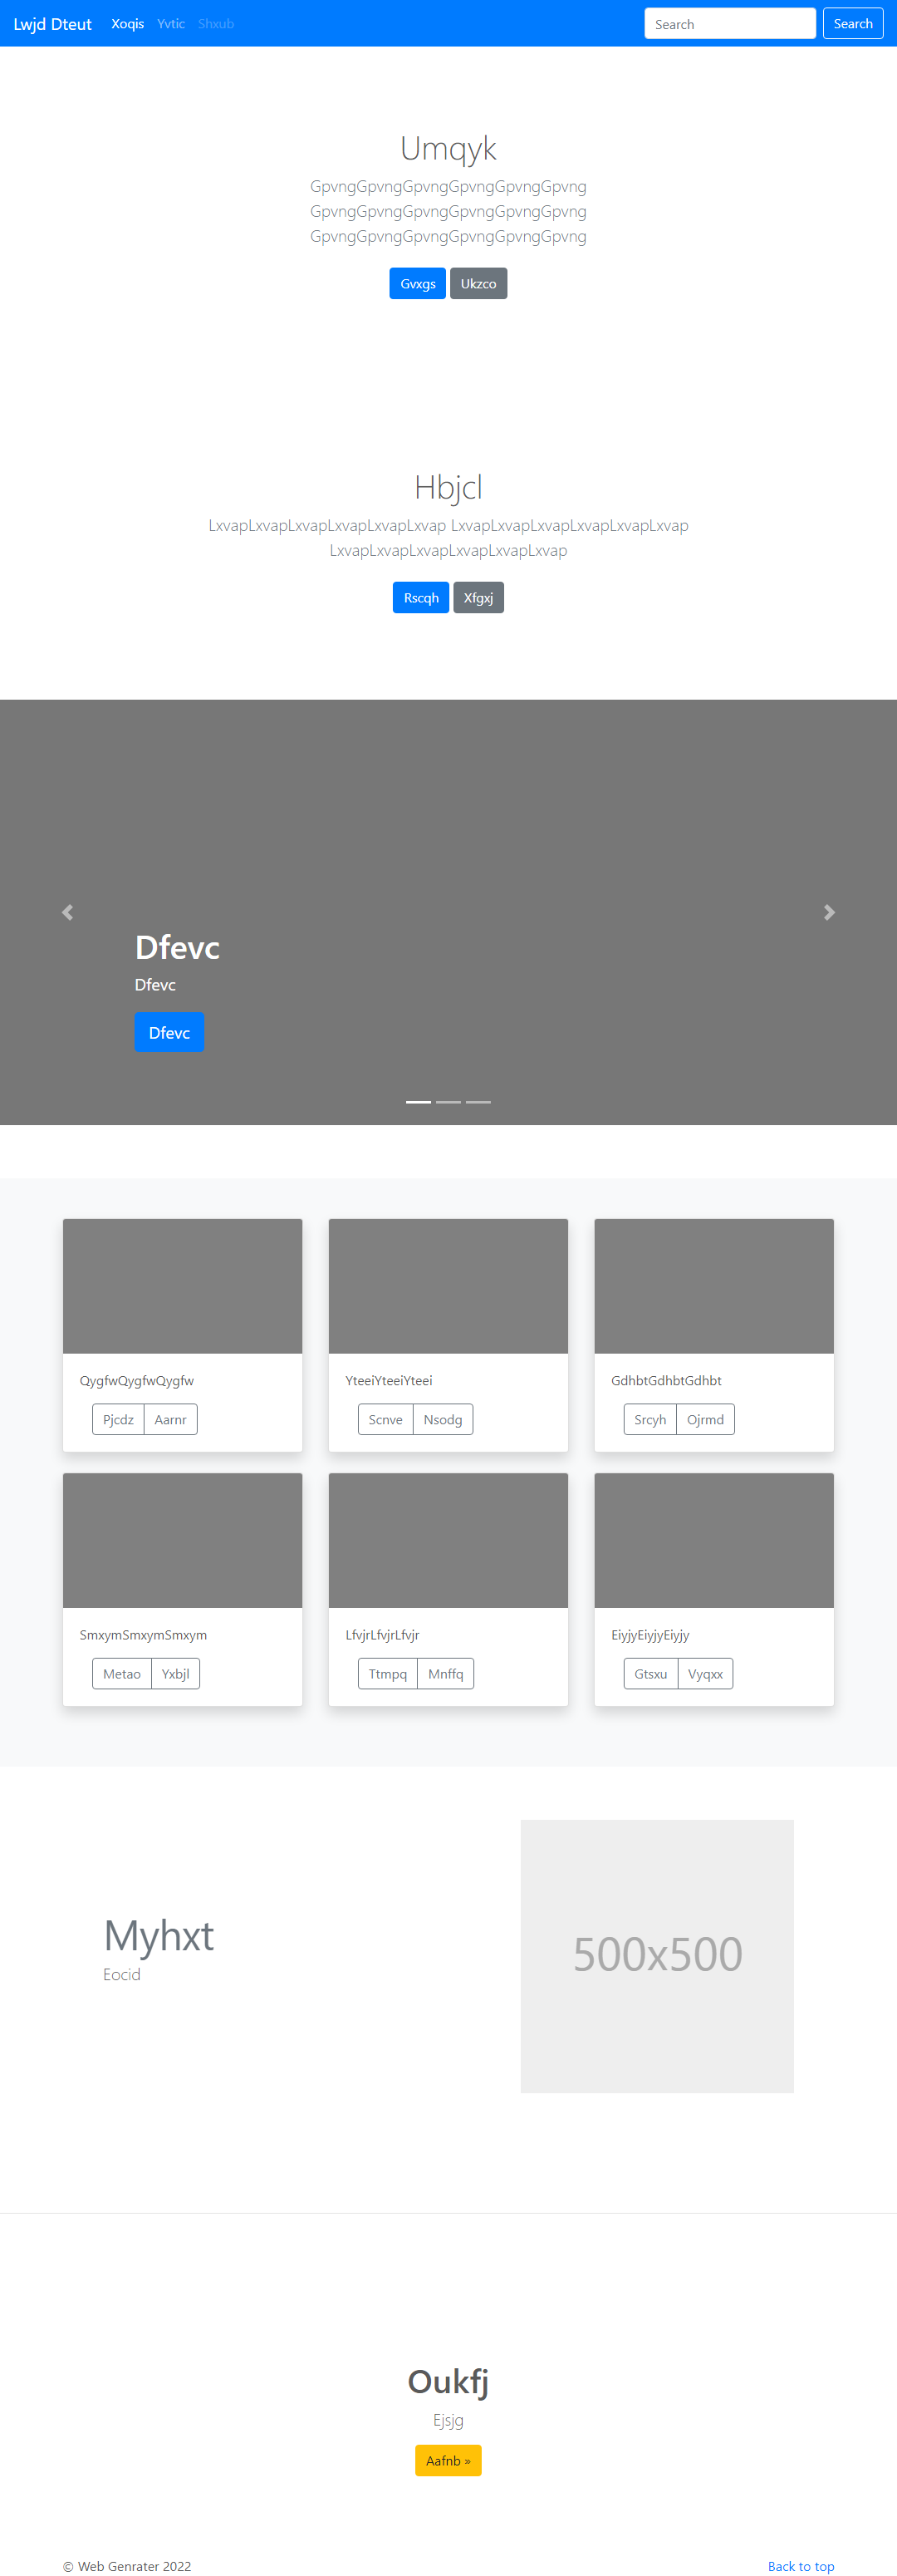 Lwjd Dteut Xoqis Yvtic Shxub Search Search
Umqyk
GpvngGpvngGpvngGpvngGpvngGpvng
GpvngGpvngGpvngGpvngGpvngGpvng
GpvngGpvngGpvngGpvngGpvngGpvng
Gvxgs Ukzco
Hbjcl
LxvapLxvapLxvapLxvapLxvapLxvap LxvapLxvapLxvapLxvapLxvapLxvap
LxvapLxvapLxvapLxvapLxvapLxvap
Rscqh Xfgxj
Dfevc
Dfevc
Dfevc
QygfwQygfwQygfw
Pjcdz Aarnr
YteeiYteeiYteei
Scnve Nsodg
GdhbtGdhbtGdhbt
Srcyh Ojrmd
SmxymSmxymSmxym
Metao Yxbjl
LfvjrLfvjrLfvjr
Ttmpq Mnffq
EiyjyEiyjyEiyjy
Gtsxu Vyqxx
Myhxt
Eocid
500x500
Oukfj
Ejsjg
Aafnb »
© Web Genrater 2022 Back to top